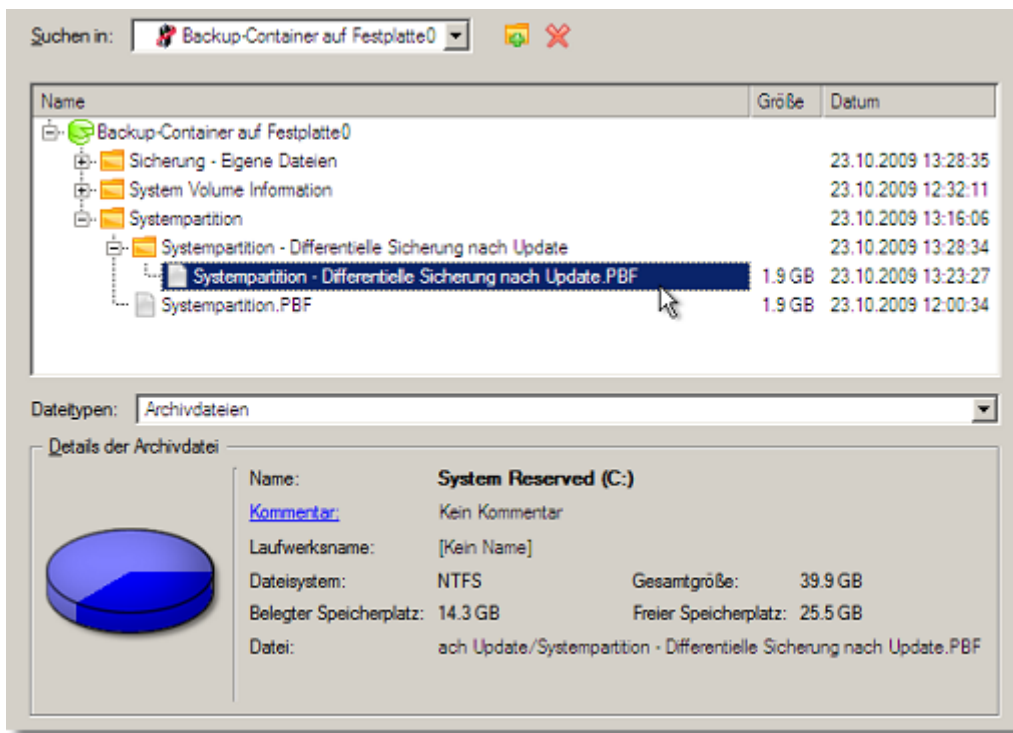 Suchen in: Backup-Container auf Festplatte0
Name Größe Datum
Backup-Container auf Festplatte0
Sicherung - Eigene Dateien 23.10.2009 13:28:35
System Volume Information 23.10.2009 12:32:11
Systempartition 23.10.2009 13:16:06
Systempartition - Differentielle Sicherung nach Update 23.10.2009 13:28:34
Systempartition - Differentielle Sicherung nach Update.PBF 1.9 GB 23.10.2009 13:23:27
Systempartition.PBF 1.9 GB 23.10.2009 12:00:34
Dateitypen: Archivdateien
Details der Archivdatei
Name: System Reserved (C:)
Kommentar: Kein Kommentar
Laufwerksname: [Kein Name]
Dateisystem: NTFS Gesamtgröße: 39.9 GB
Belegter Speicherplatz: 14.3 GB Freier Speicherplatz: 25.5 GB
Datei: ach Update/Systempartition - Differentielle Sicherung nach Update.PBF